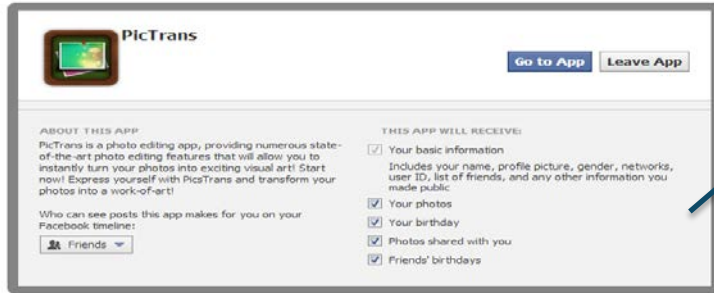 PicTrans
Go to App
Leave App
ABOUT THIS APP
PicTrans is a photo editing app, providing numerous state-
of-the-art photo editing features that will allow you to
instantly turn your photos into exciting visual art! Start
now! Express yourself with PicsTrans and transform your
photos into a work-of-art!
Who can see posts this app makes for you on your
Facebook timeline:
Friends
THIS APP WILL RECEIVE:
Your basic information
Includes your name, profile picture, gender, networks,
user ID, list of friends, and any other information you
made public
Your photos
Your birthday
Photos shared with you
Friends' birthdays